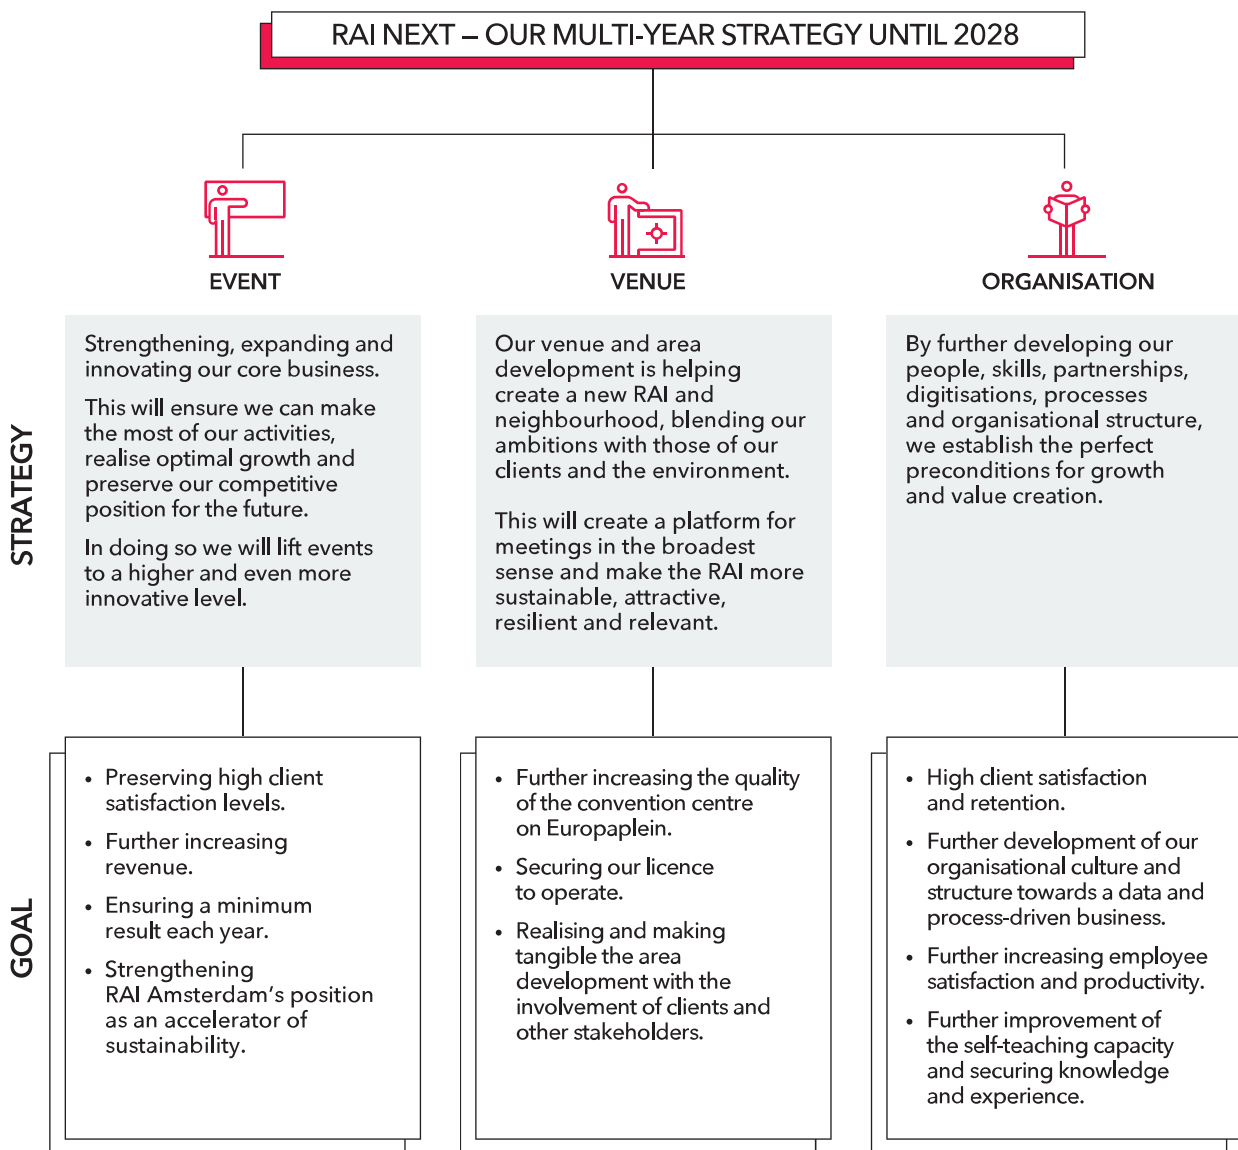 RAI NEXT – OUR MULTI-YEAR STRATEGY UNTIL 2028
EVENT
VENUE
ORGANISATION
STRATEGY
Strengthening, expanding and
innovating our core business.
This will ensure we can make
the most of our activities,
realise optimal growth and
preserve our competitive
position for the future.
In doing so we will lift events
to a higher and even more
innovative level.
Our venue and area
development is helping
create a new RAI and
neighbourhood, blending our
ambitions with those of our
clients and the environment.
This will create a platform for
meetings in the broadest
sense and make the RAI more
sustainable, attractive,
resilient and relevant.
By further developing our
people, skills, partnerships,
digitisations, processes
and organisational structure,
we establish the perfect
preconditions for growth
and value creation.
GOAL
• Preserving high client
satisfaction levels.
• Further increasing
revenue.
• Ensuring a minimum
result each year.
• Strengthening
RAI Amsterdam's position
as an accelerator of
sustainability.
• Further increasing the quality
of the convention centre
on Europaplein.
• Securing our licence
to operate.
• Realising and making
tangible the area
development with the
involvement of clients and
other stakeholders.
• High client satisfaction
and retention.
• Further development of our
organisational culture and
structure towards a data and
process-driven business.
• Further increasing employee
satisfaction and productivity.
• Further improvement of
the self-teaching capacity
and securing knowledge
and experience.